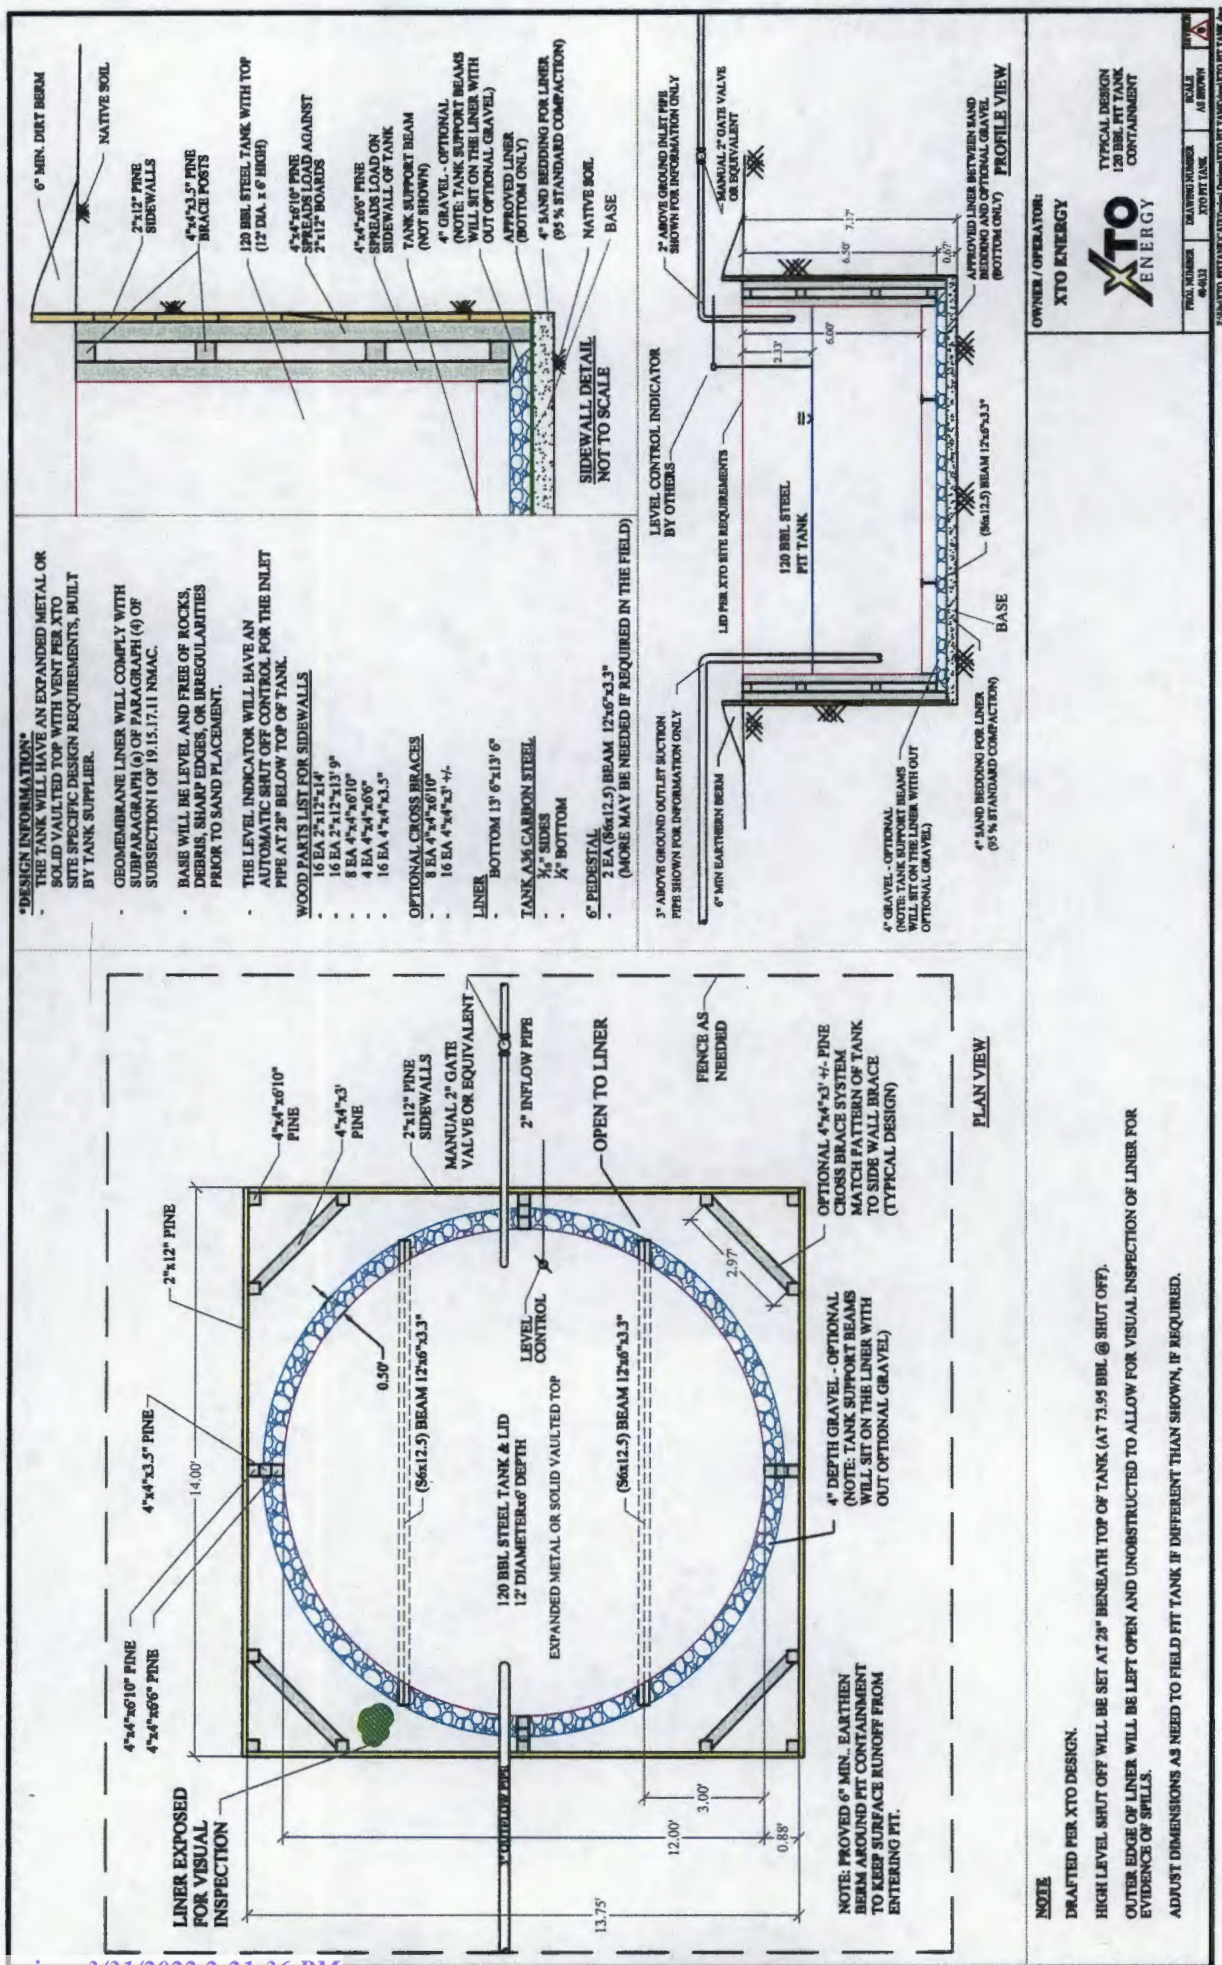 *DESIGN INFORMATION*
- THE TANK WILL HAVE AN EXPANDED METAL OR
SOLID VAULTED TOP WITH VENT PER XTO
SITE SPECIFIC DESIGN REQUIREMENTS, BUILT
BY TANK SUPPLIER.
- GEOMEMBRANE LINER WILL COMPLY WITH
SUBPARAGRAPH (a) OF PARAGRAPH (4) OF
SUBSECTION I OF 19.15.17.11 NMAC.
- BASE WILL BE LEVEL AND FREE OF ROCKS,
DEBRIS, SHARP EDGES, OR IRREGULARITIES
PRIOR TO SAND PLACEMENT.
- THE LEVEL INDICATOR WILL HAVE AN
AUTOMATIC SHUT OFF CONTROL FOR THE INLET
PIPE AT 28" BELOW TOP OF TANK.
WOOD PARTS LIST FOR SIDEWALLS
- 16 EA 2"x12"x14'
- 16 EA 2"x12"x13' 9"
- 8 EA 4"x4"x6'10"
- 4 EA 4"x4"x6'6"
- 16 EA 4"x4"x3.5"
OPTIONAL CROSS BRACES
- 8 EA 4"x4"x6'10"
- 16 EA 4"x4"x3' +/-
LINER
- BOTTOM 13' 6"x13' 6"
TANK A36 CARBON STEEL
- 3/16" SIDES
- 1/4" BOTTOM
6" PEDESTAL
- 2 EA (S6x12.5) BEAM 12'x6"x3.3"
(MORE MAY BE NEEDED IF REQUIRED IN THE FIELD)
6" MIN. DIRT BERM
NATIVE SOIL
2"x12" PINE
SIDEWALLS
4"x4"x3.5" PINE
BRACE POSTS
120 BBL STEEL TANK WITH TOP
(12' DIA. x 6' HIGH)
4"x4"x6'10" PINE
SPREADS LOAD AGAINST
2"x12" BOARDS
4"x4"x6'6" PINE
SPREADS LOAD ON
SIDEWALL OF TANK
TANK SUPPORT BEAM
(NOT SHOWN)
4" GRAVEL - OPTIONAL
(NOTE: TANK SUPPORT BEAMS
WILL SIT ON THE LINER WITH
OUT OPTIONAL GRAVEL)
APPROVED LINER
(BOTTOM ONLY)
4" SAND BEDDING FOR LINER
(95 % STANDARD COMPACTION)
NATIVE SOIL
BASE
SIDEWALL DETAIL
NOT TO SCALE
LINER EXPOSED
FOR VISUAL
INSPECTION
4"x4"x6'10" PINE
4"x4"x6'6" PINE
4"x4"x3.5" PINE
14.00'
2"x12" PINE
4"x4"x6'10"
PINE
4"x4"x3'
PINE
2"x12" PINE
SIDEWALLS
MANUAL 2" GATE
VALVE OR EQUIVALENT
2" INFLOW PIPE
OPEN TO LINER
FENCE AS
NEEDED
0.50'
(S6x12.5) BEAM 12'x6"x3.3"
LEVEL
CONTROL
120 BBL STEEL TANK & LID
12' DIAMETERx6' DEPTH
EXPANDED METAL OR SOLID VAULTED TOP
(S6x12.5) BEAM 12'x6"x3.3"
3" OUTFLOW PIPE
2.97'
3.00'
12.00'
0.88'
13.75'
OPTIONAL 4"x4"x3' +/- PINE
CROSS BRACE SYSTEM
MATCH PATTERN OF TANK
TO SIDE WALL BRACE
(TYPICAL DESIGN)
4" DEPTH GRAVEL - OPTIONAL
(NOTE: TANK SUPPORT BEAMS
WILL SIT ON THE LINER WITH
OUT OPTIONAL GRAVEL)
NOTE: PROVED 6" MIN.. EARTHEN
BERM AROUND PIT CONTAINMENT
TO KEEP SURFACE RUNOFF FROM
ENTERING PIT.
PLAN VIEW
3" ABOVE GROUND OUTLET SUCTION
PIPE SHOWN FOR INFORMATION ONLY
6" MIN EARTHERN BERM
LEVEL CONTROL INDICATOR
BY OTHERS
LID PER XTO SITE REQUIREMENTS
2" ABOVE GROUND INLET PIPE
SHOWN FOR INFORMATION ONLY
MANUAL 2" GATE VALVE
OR EQUIVALENT
120 BBL STEEL
PIT TANK
2.33'
6.00'
6.50'
7.17'
0.67'
4" GRAVEL - OPTIONAL
(NOTE: TANK SUPPORT BEAMS
WILL SIT ON THE LINER WITH OUT
OPTIONAL GRAVEL)
4" SAND BEDDING FOR LINER
(95 % STANDARD COMPACTION)
BASE
(S6x12.5) BEAM 12'x6"x3.3"
APPROVED LINER BETWEEN SAND
BEDDING AND OPTIONAL GRAVEL
(BOTTOM ONLY)
PROFILE VIEW
NOTE
DRAFTED PER XTO DESIGN.
HIGH LEVEL SHUT OFF WILL BE SET AT 28" BENEATH TOP OF TANK (AT 73.95 BBL @ SHUT OFF).
OUTER EDGE OF LINER WILL BE LEFT OPEN AND UNOBSTRUCTED TO ALLOW FOR VISUAL INSPECTION OF LINER FOR
EVIDENCE OF SPILLS.
ADJUST DIMENSIONS AS NEED TO FIELD FIT TANK IF DIFFERENT THAN SHOWN, IF REQUIRED.
OWNER / OPERATOR:
XTO ENERGY
XTO
ENERGY
TYPICAL DESIGN
120 BBL PIT TANK
CONTAINMENT
PROJ. NUMBER
DRAWING NUMBER
XTO PIT TANK
SCALE
AS SHOWN